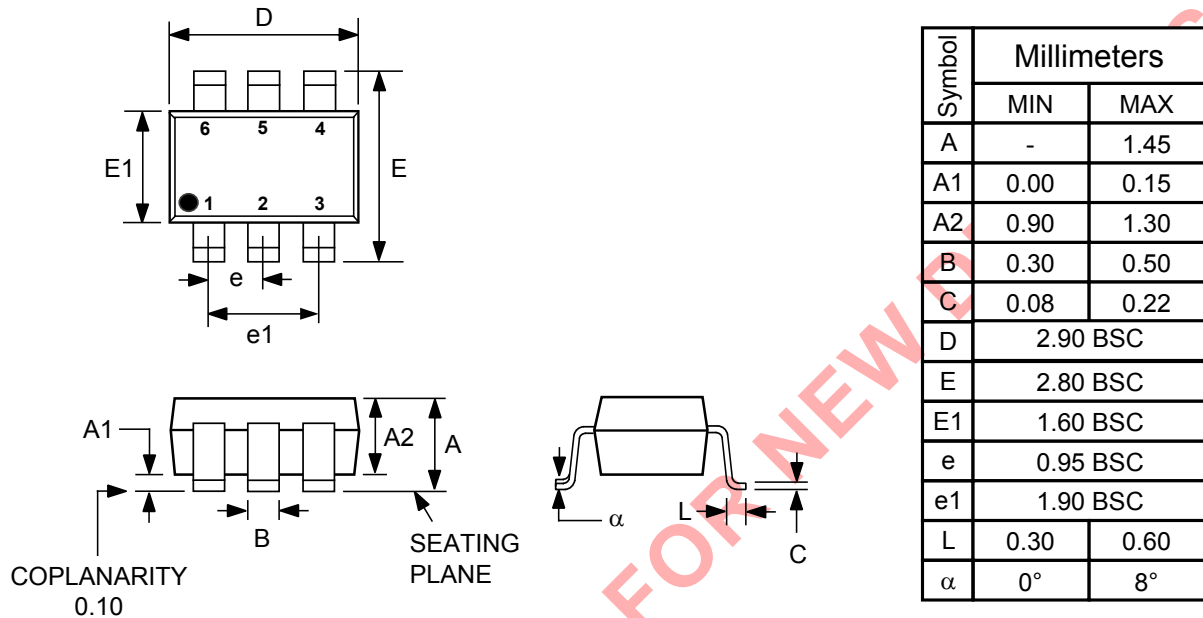 D
6 5 4
E1
E
1 2 3
e
e1
A1
A2
A
B
α
L
C
SEATING
PLANE
COPLANARITY
0.10
Symbol Millimeters
MIN MAX
A - 1.45
A1 0.00 0.15
A2 0.90 1.30
B 0.30 0.50
C 0.08 0.22
D 2.90 BSC
E 2.80 BSC
E1 1.60 BSC
e 0.95 BSC
e1 1.90 BSC
L 0.30 0.60
α 0° 8°
FOR NEW D